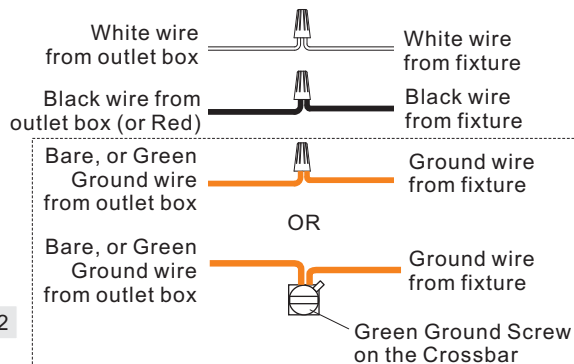 White wire
from outlet box
White wire
from fixture
Black wire from
outlet box (or Red)
Black wire
from fixture
Bare, or Green
Ground wire
from outlet box
Ground wire
from fixture
OR
Bare, or Green
Ground wire
from outlet box
Ground wire
from fixture
2
Green Ground Screw
on the Crossbar